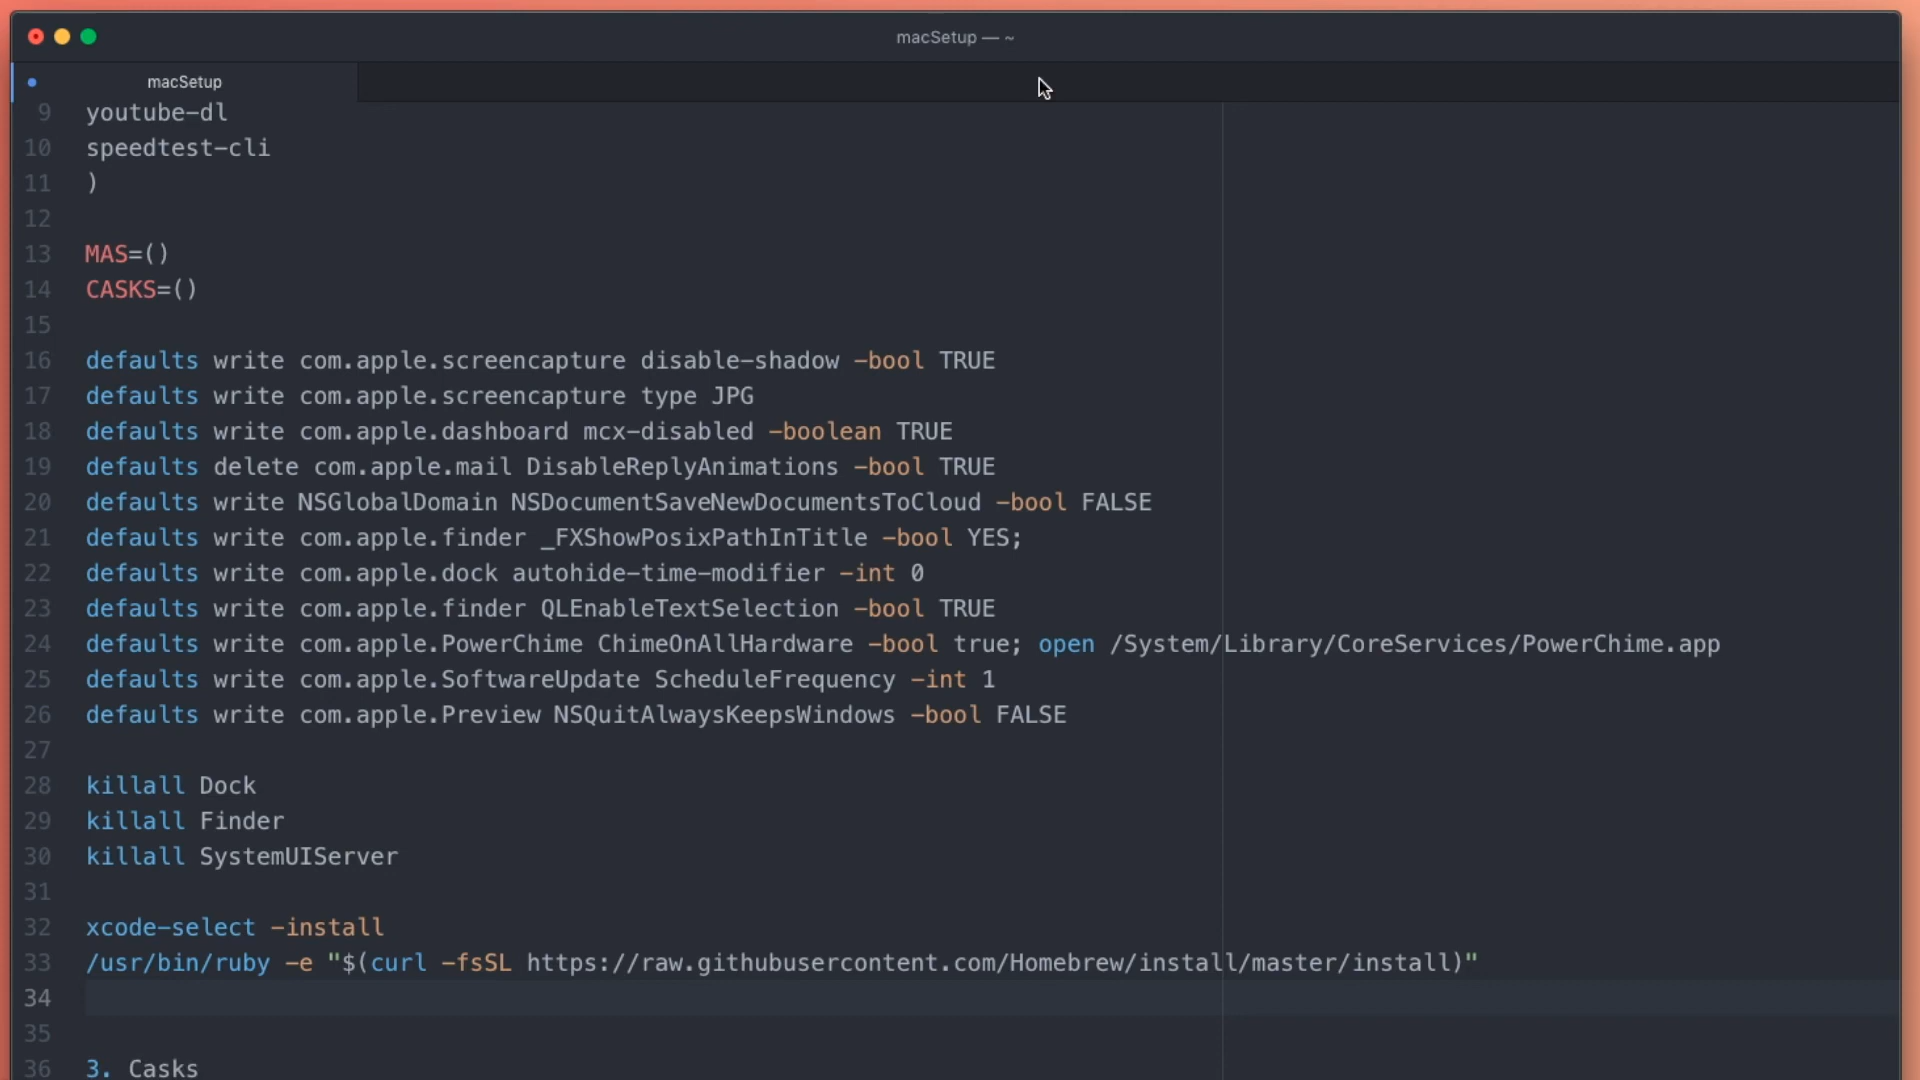 macSetup — ~
macSetup
9 youtube-dl
10 speedtest-cli
11 )
12
13 MAS=()
14 CASKS=()
15
16 defaults write com.apple.screencapture disable-shadow -bool TRUE
17 defaults write com.apple.screencapture type JPG
18 defaults write com.apple.dashboard mcx-disabled -boolean TRUE
19 defaults delete com.apple.mail DisableReplyAnimations -bool TRUE
20 defaults write NSGlobalDomain NSDocumentSaveNewDocumentsToCloud -bool FALSE
21 defaults write com.apple.finder _FXShowPosixPathInTitle -bool YES;
22 defaults write com.apple.dock autohide-time-modifier -int 0
23 defaults write com.apple.finder QLEnableTextSelection -bool TRUE
24 defaults write com.apple.PowerChime ChimeOnAllHardware -bool true; open /System/Library/CoreServices/PowerChime.app
25 defaults write com.apple.SoftwareUpdate ScheduleFrequency -int 1
26 defaults write com.apple.Preview NSQuitAlwaysKeepsWindows -bool FALSE
27
28 killall Dock
29 killall Finder
30 killall SystemUIServer
31
32 xcode-select -install
33 /usr/bin/ruby -e "$(curl -fsSL https://raw.githubusercontent.com/Homebrew/install/master/install)"
34
35
36 3. Casks